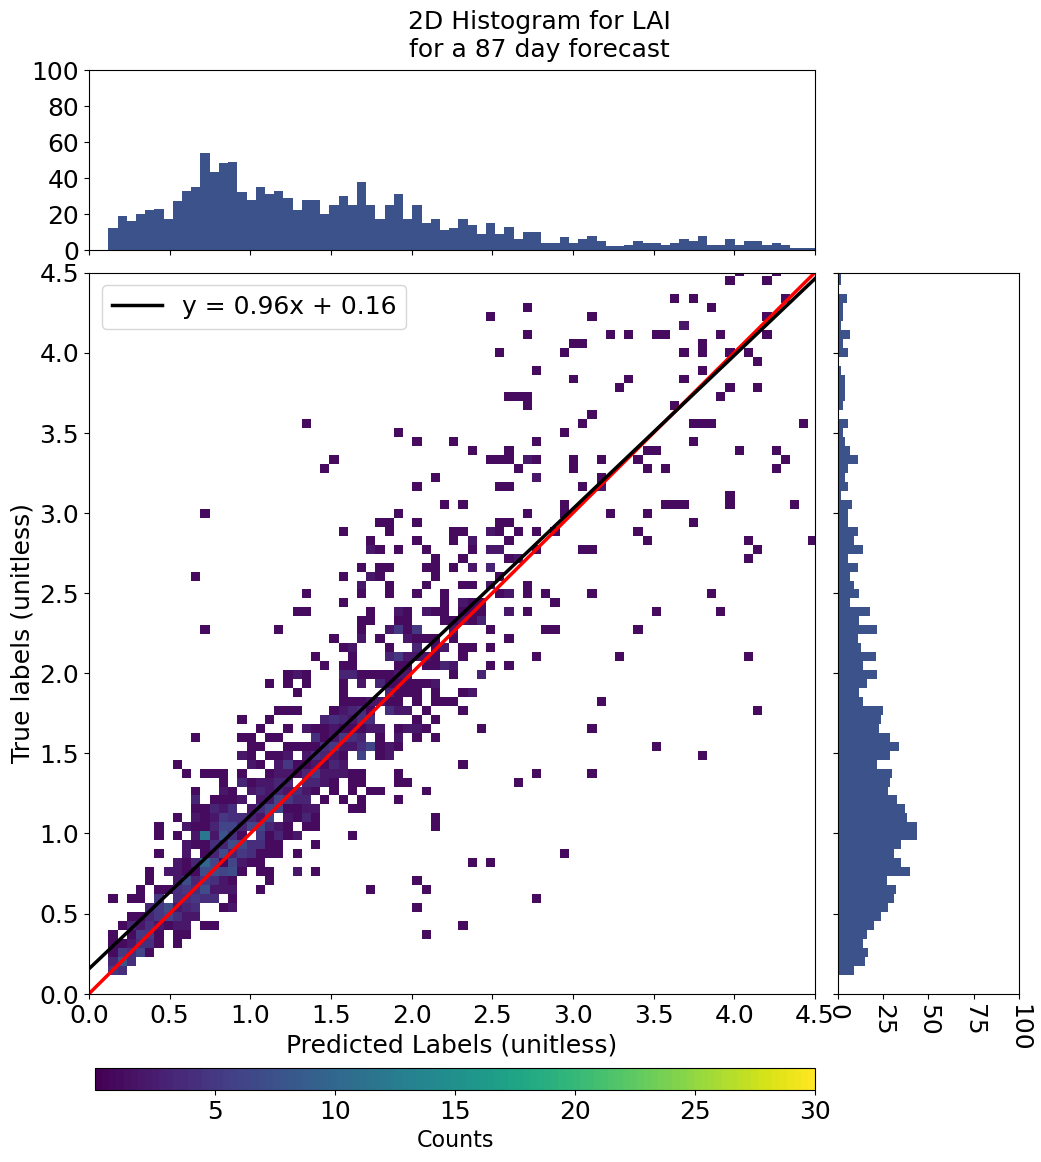 2D Histogram for LAI
for a 87 day forecast
100
80
60
40
20
0
4.5
4.0
3.5
3.0
2.5
2.0
1.5
1.0
0.5
0.0
True labels (unitless)
y = 0.96x + 0.16
0.0 0.5 1.0 1.5 2.0 2.5 3.0 3.5 4.0 4.5
Predicted Labels (unitless)
0 25 50 75 100
5 10 15 20 25 30
Counts